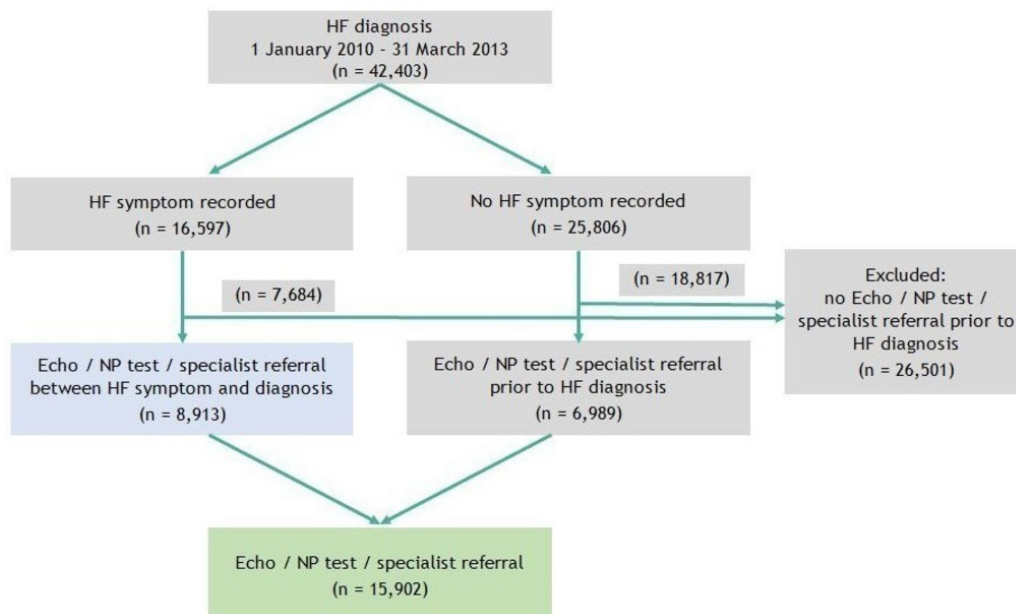 HF diagnosis
1 January 2010 - 31 March 2013
(n = 42,403)
HF symptom recorded
(n = 16,597)
No HF symptom recorded
(n = 25,806)
(n = 7,684)
(n = 18,817)
Excluded:
no Echo / NP test /
specialist referral prior to
HF diagnosis
(n = 26,501)
Echo / NP test / specialist referral
between HF symptom and diagnosis
(n = 8,913)
Echo / NP test / specialist referral
prior to HF diagnosis
(n = 6,989)
Echo / NP test / specialist referral
(n = 15,902)